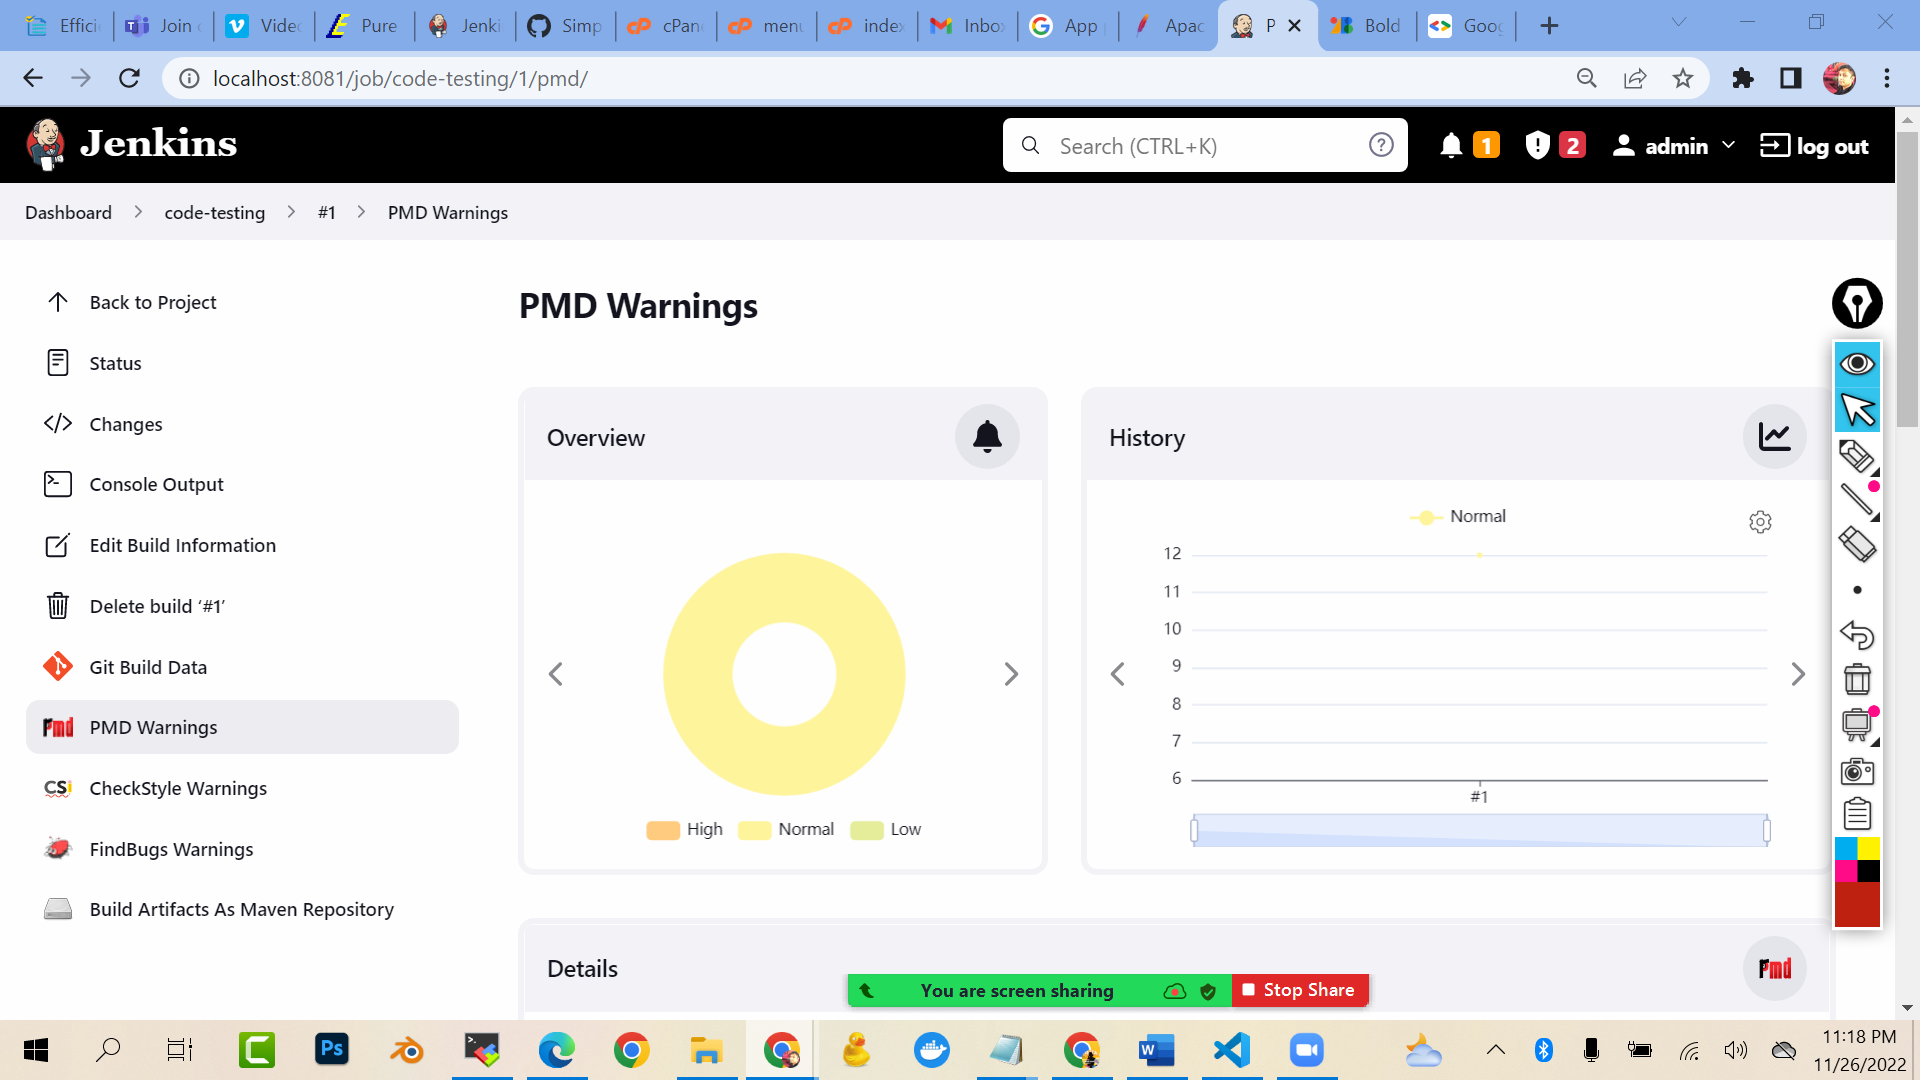 Effici
Join
Video
Pure
Jenki
Simp
cPan
menu
index
Inbox
App
Apac
P
Bold
Goog
localhost:8081/job/code-testing/1/pmd/
Jenkins
Search (CTRL+K)
1
2
admin
log out
Dashboard
code-testing
#1
PMD Warnings
Back to Project
Status
Changes
Console Output
Edit Build Information
Delete build ‘#1’
Git Build Data
PMD Warnings
CheckStyle Warnings
FindBugs Warnings
Build Artifacts As Maven Repository
PMD Warnings
Overview
High Normal Low
History
Normal
12
11
10
9
8
7
6
#1
Details
You are screen sharing
Stop Share
11:18 PM
11/26/2022